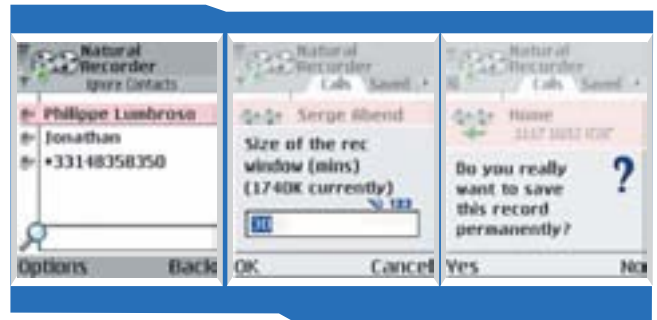 Natural
Recorder
Ignore Contacts
Philippe Lumbroso
Jonathan
+33148358350
Options Back
Natural
Recorder
Calls Saved
Serge Abend
Size of the rec
window (mins)
(1740K currently)
123
30
OK Cancel
Natural
Recorder
Calls Saved
Home
Do you really
want to save
this record
permanently?
?
Yes No